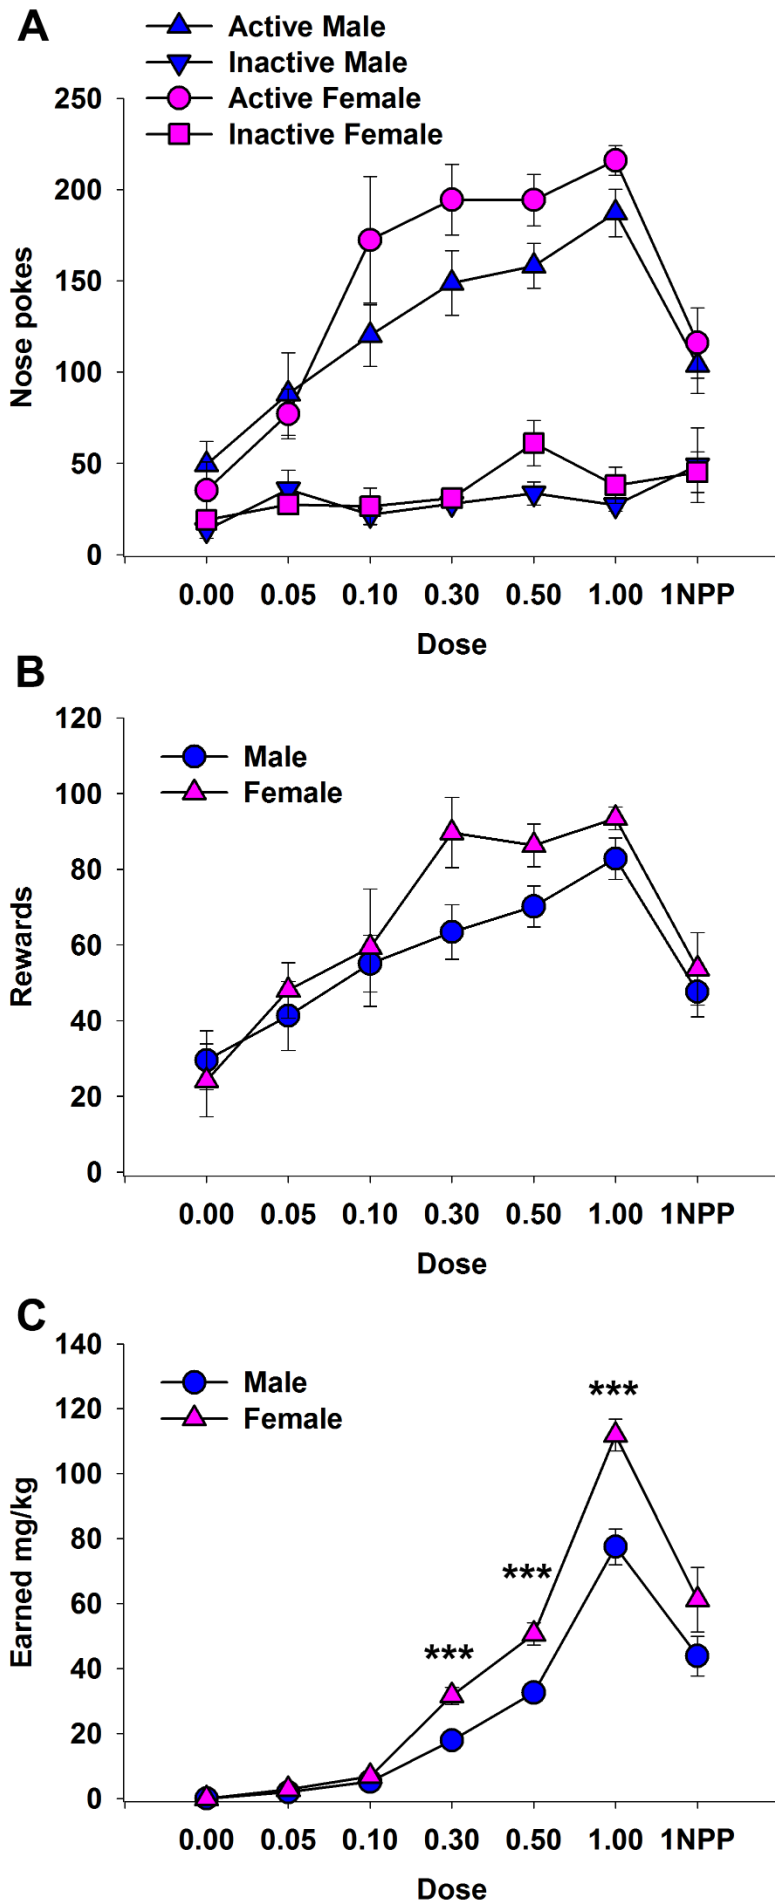 A
Active Male
Inactive Male
Active Female
Inactive Female
250
200
150
100
50
0
Nose pokes
0.00 0.05 0.10 0.30 0.50 1.00 1NPP
Dose
B
Male
Female
120
100
80
60
40
20
0
Rewards
0.00 0.05 0.10 0.30 0.50 1.00 1NPP
Dose
C
Male
Female
140
120
100
80
60
40
20
0
Earned mg/kg
***
***
***
0.00 0.05 0.10 0.30 0.50 1.00 1NPP
Dose